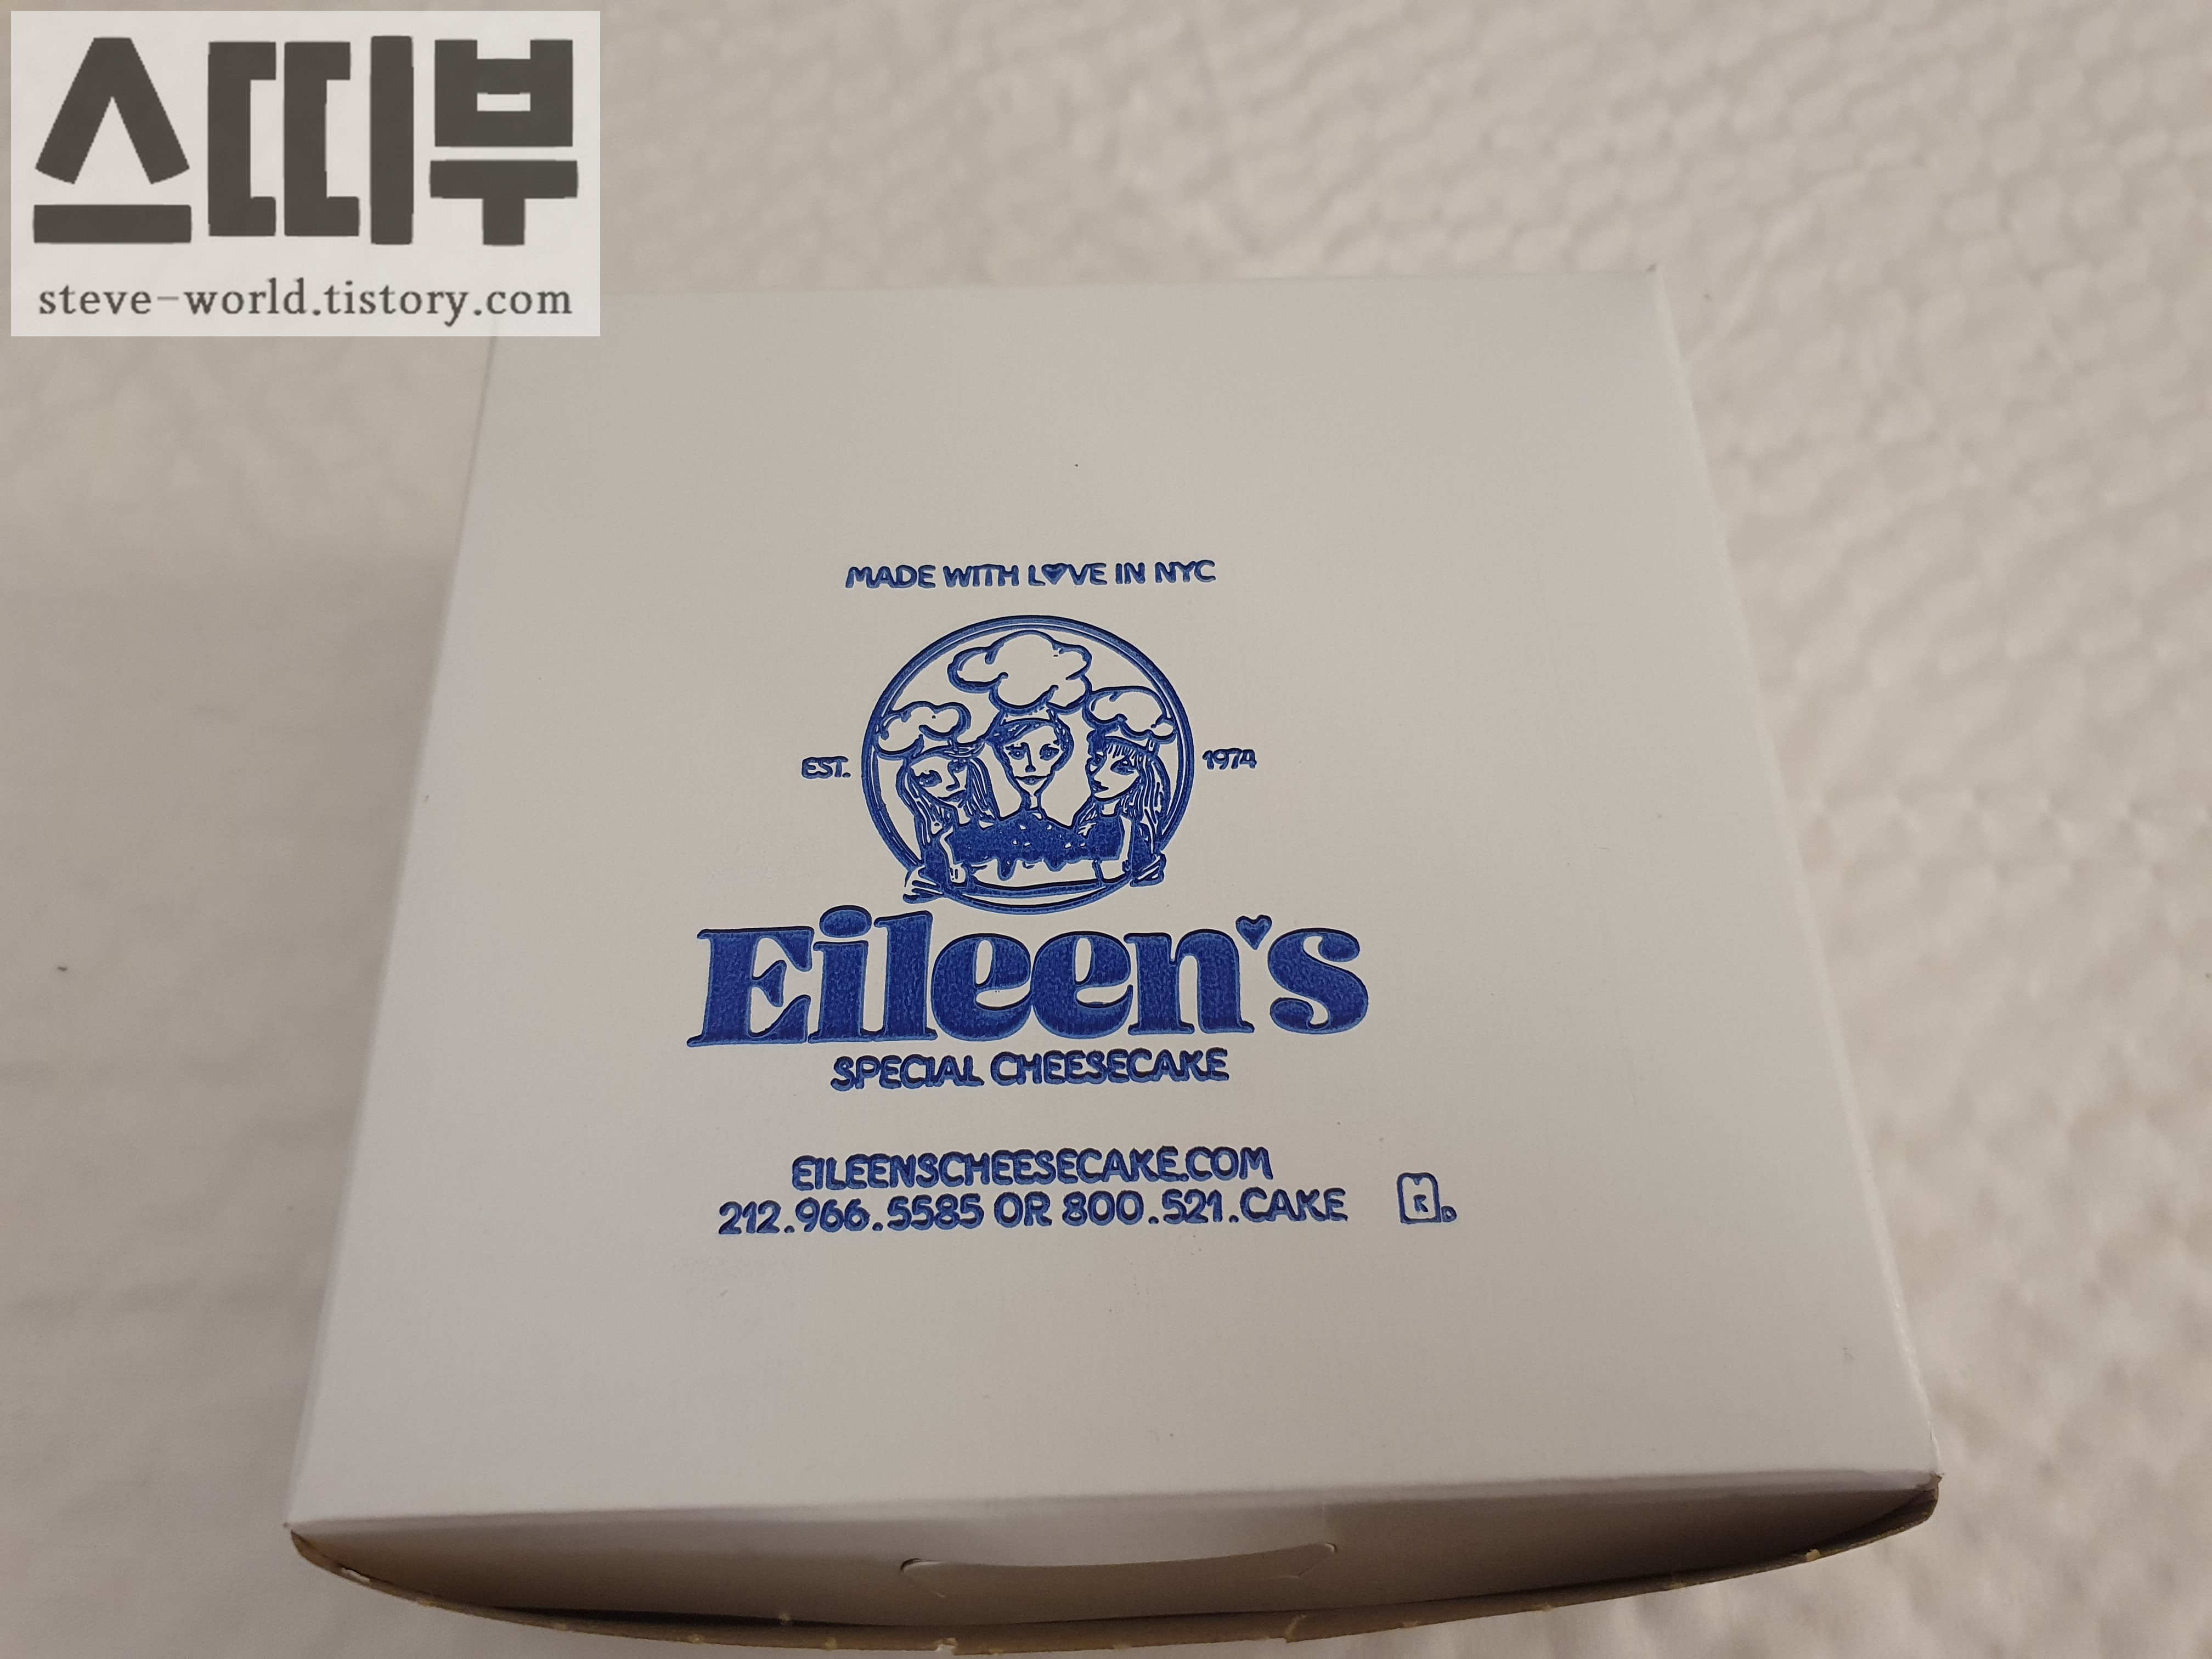 스띠부
steve-world.tistory.com
MADE WITH L♥VE IN NYC
EST. 1974
Eileen's
SPECIAL CHEESECAKE
EILEENSCHEESECAKE.COM
212.966.5585 OR 800.521.CAKE